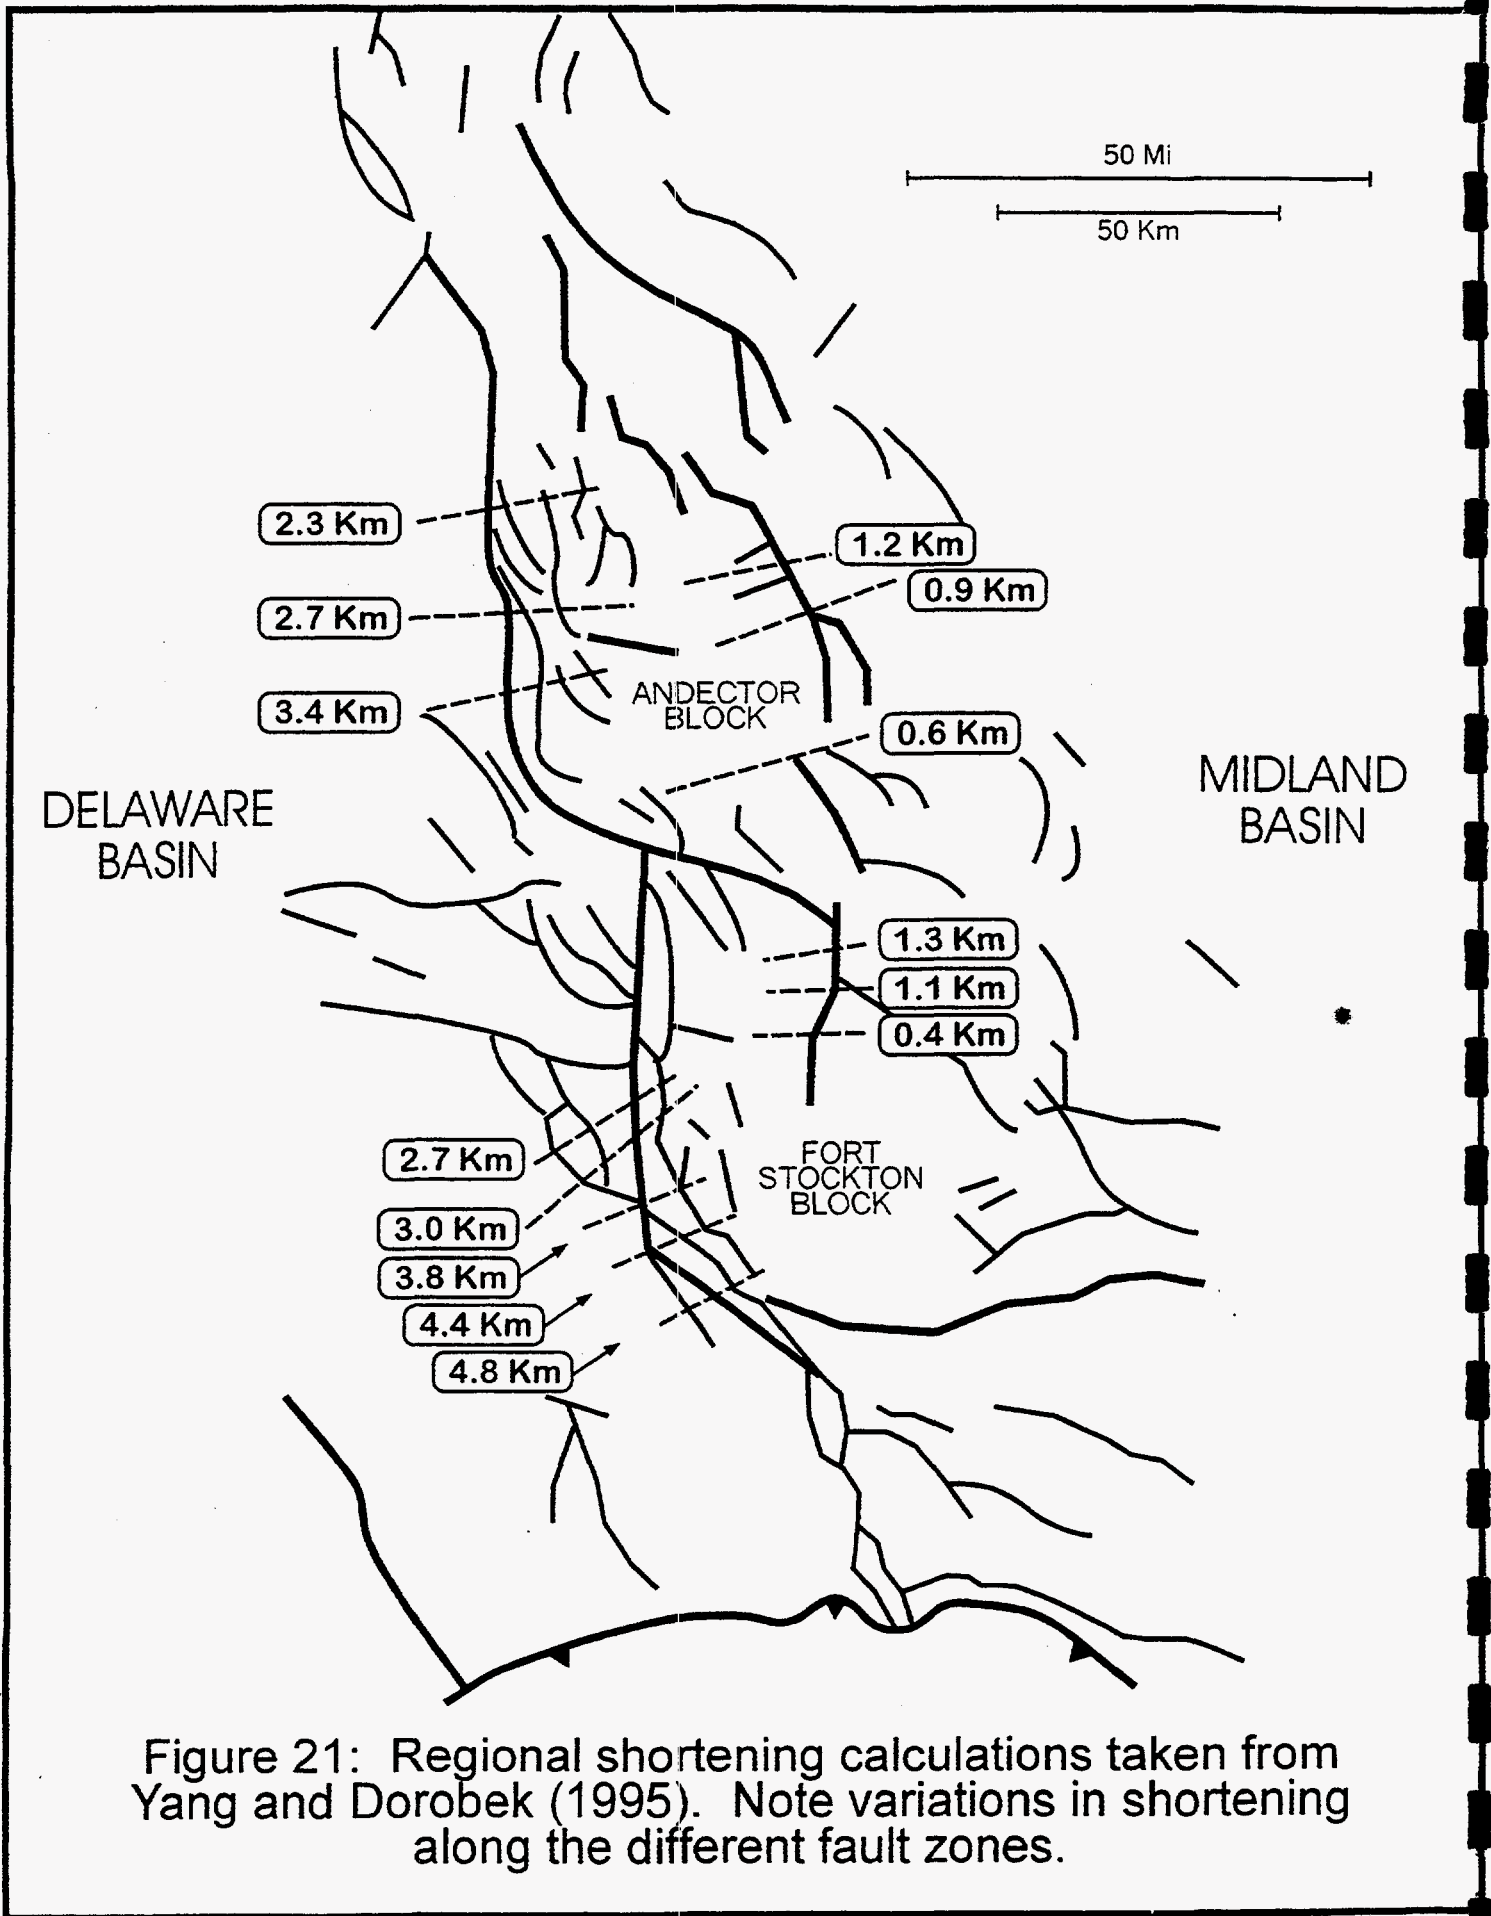 50 Mi
50 Km
2.3 Km
1.2 Km
0.9 Km
2.7 Km
3.4 Km
ANDECTOR
BLOCK
0.6 Km
DELAWARE
BASIN
MIDLAND
BASIN
1.3 Km
1.1 Km
0.4 Km
2.7 Km
3.0 Km
3.8 Km
4.4 Km
4.8 Km
FORT
STOCKTON
BLOCK
Figure 21: Regional shortening calculations taken from
Yang and Dorobek (1995). Note variations in shortening
along the different fault zones.